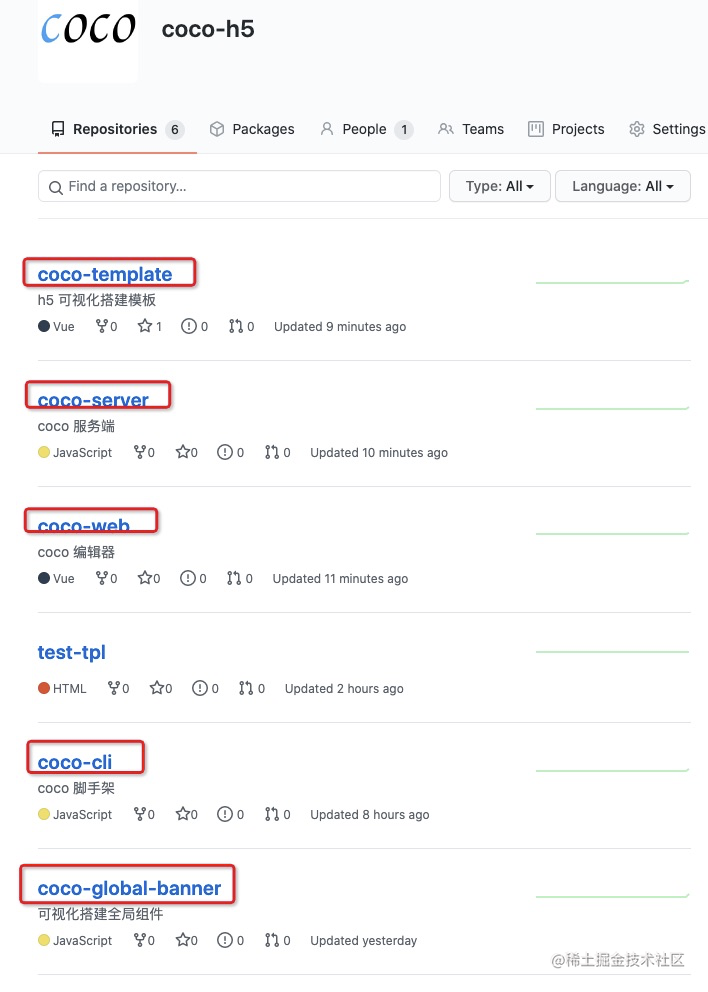 COCO
coco-h5
Repositories 6 Packages People 1 Teams Projects Settings
Find a repository... Type: All Language: All
coco-template
h5 可视化搭建模板
Vue 0 1 0 0 Updated 9 minutes ago
coco-server
coco 服务端
JavaScript 0 0 0 0 Updated 10 minutes ago
coco-web
coco 编辑器
Vue 0 0 0 0 Updated 11 minutes ago
test-tpl
HTML 0 0 0 0 Updated 2 hours ago
coco-cli
coco 脚手架
JavaScript 0 0 0 0 Updated 8 hours ago
coco-global-banner
可视化搭建全局组件
JavaScript 0 0 0 0 Updated yesterday
@稀土掘金技术社区